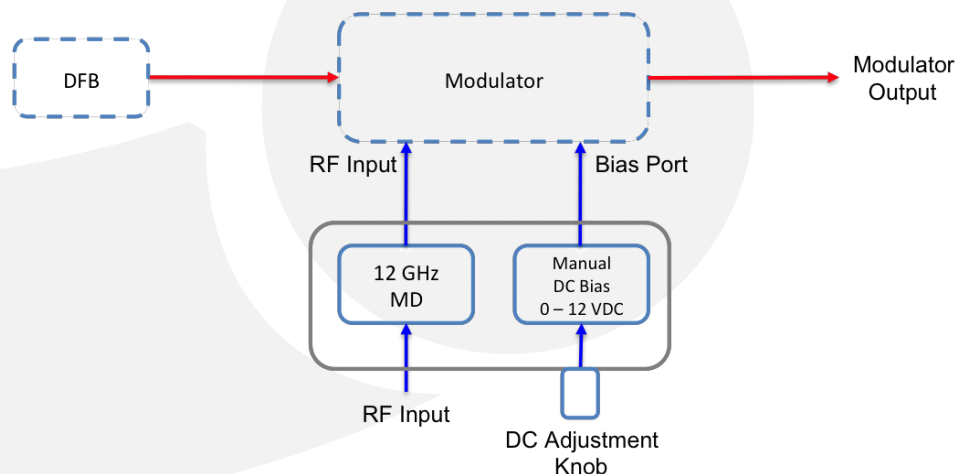 DFB
Modulator
Modulator
Output
RF Input
Bias Port
12 GHz
MD
Manual
DC Bias
0 – 12 VDC
RF Input
DC Adjustment
Knob